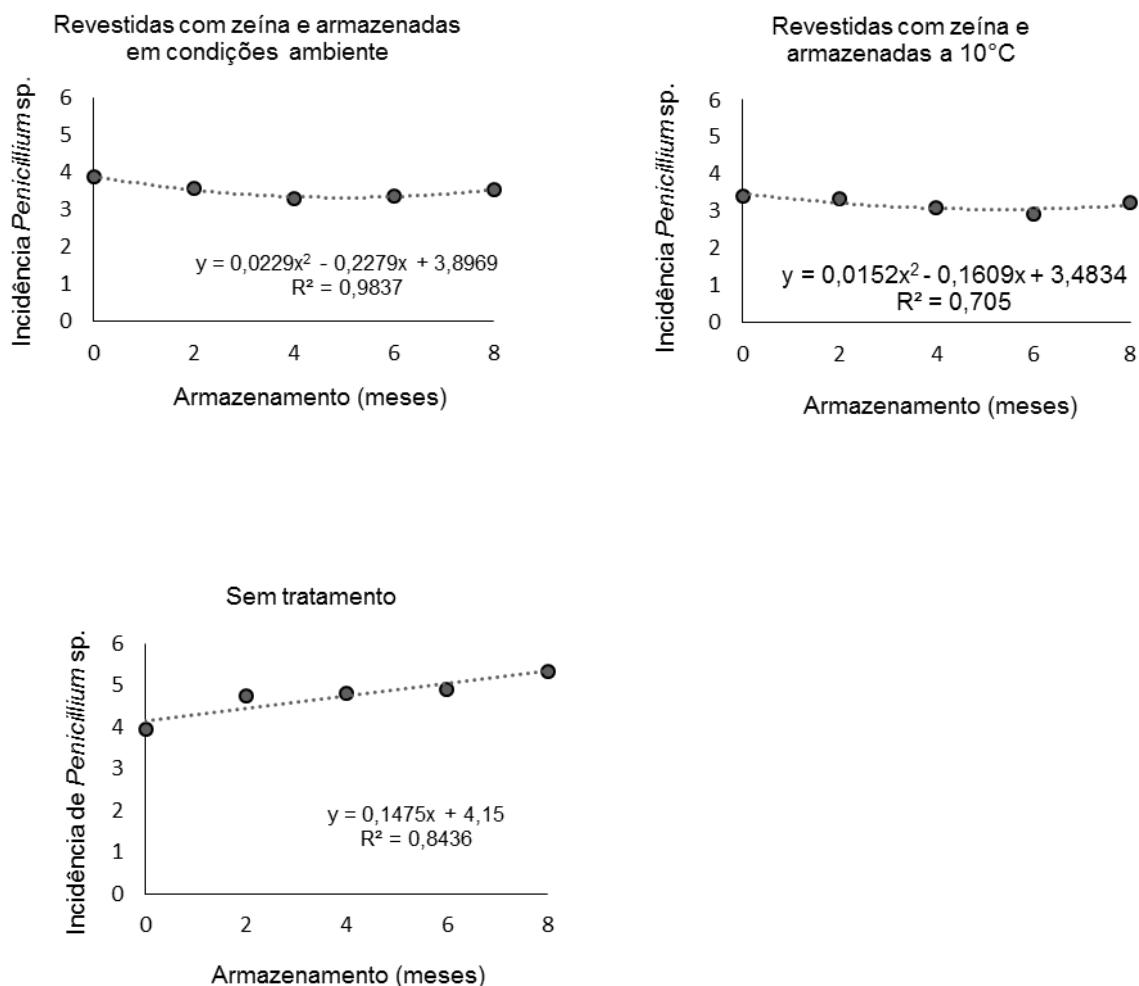 Revestidas com zeína e armazenadas
em condições ambiente
Incidência Penicillium sp.
6
5
4
3
2
1
0
y = 0,0229x² - 0,2279x + 3,8969
R² = 0,9837
0 2 4 6 8
Armazenamento (meses)
Revestidas com zeína e
armazenadas a 10°C
Incidência Penicillium sp.
6
5
4
3
2
1
0
y = 0,0152x² - 0,1609x + 3,4834
R² = 0,705
0 2 4 6 8
Armazenamento (meses)
Sem tratamento
Incidência de Penicillium sp.
6
5
4
3
2
1
0
y = 0,1475x + 4,15
R² = 0,8436
0 2 4 6 8
Armazenamento (meses)